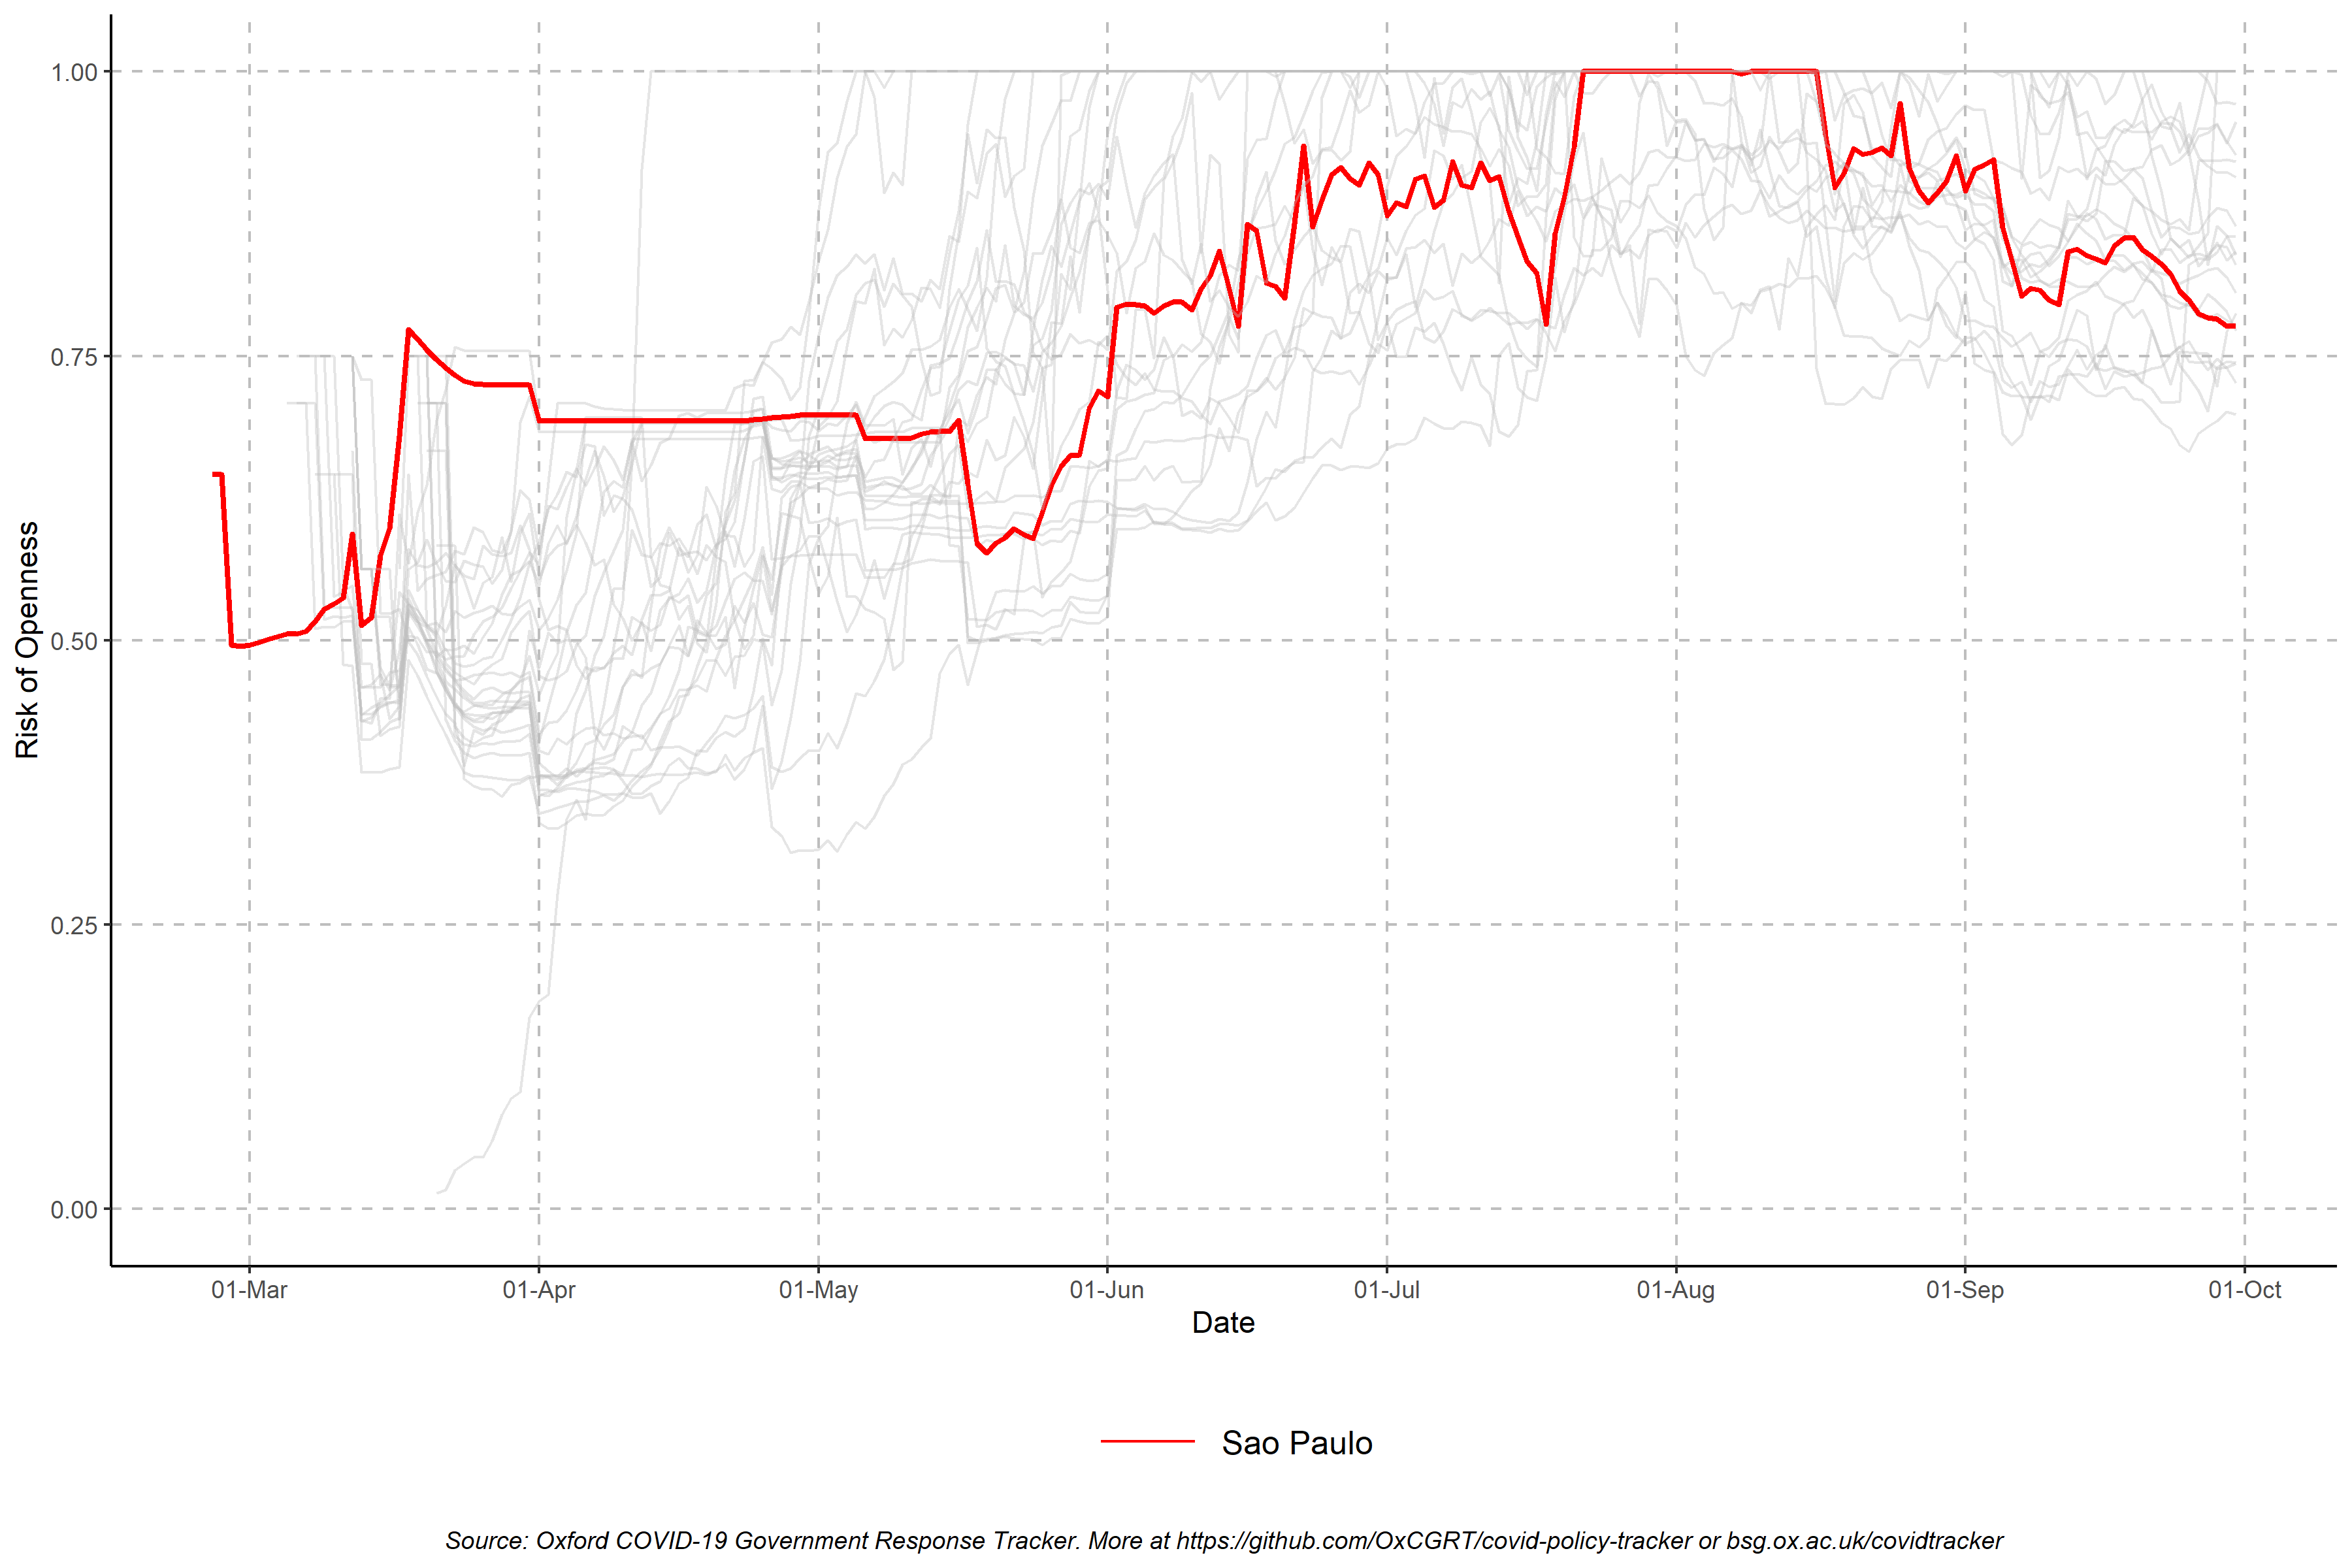 1.00
0.75
0.50
0.25
0.00
Risk of Openness
01-Mar 01-Apr 01-May 01-Jun 01-Jul 01-Aug 01-Sep 01-Oct
Date
Sao Paulo
Source: Oxford COVID-19 Government Response Tracker. More at https://github.com/OxCGRT/covid-policy-tracker or bsg.ox.ac.uk/covidtracker